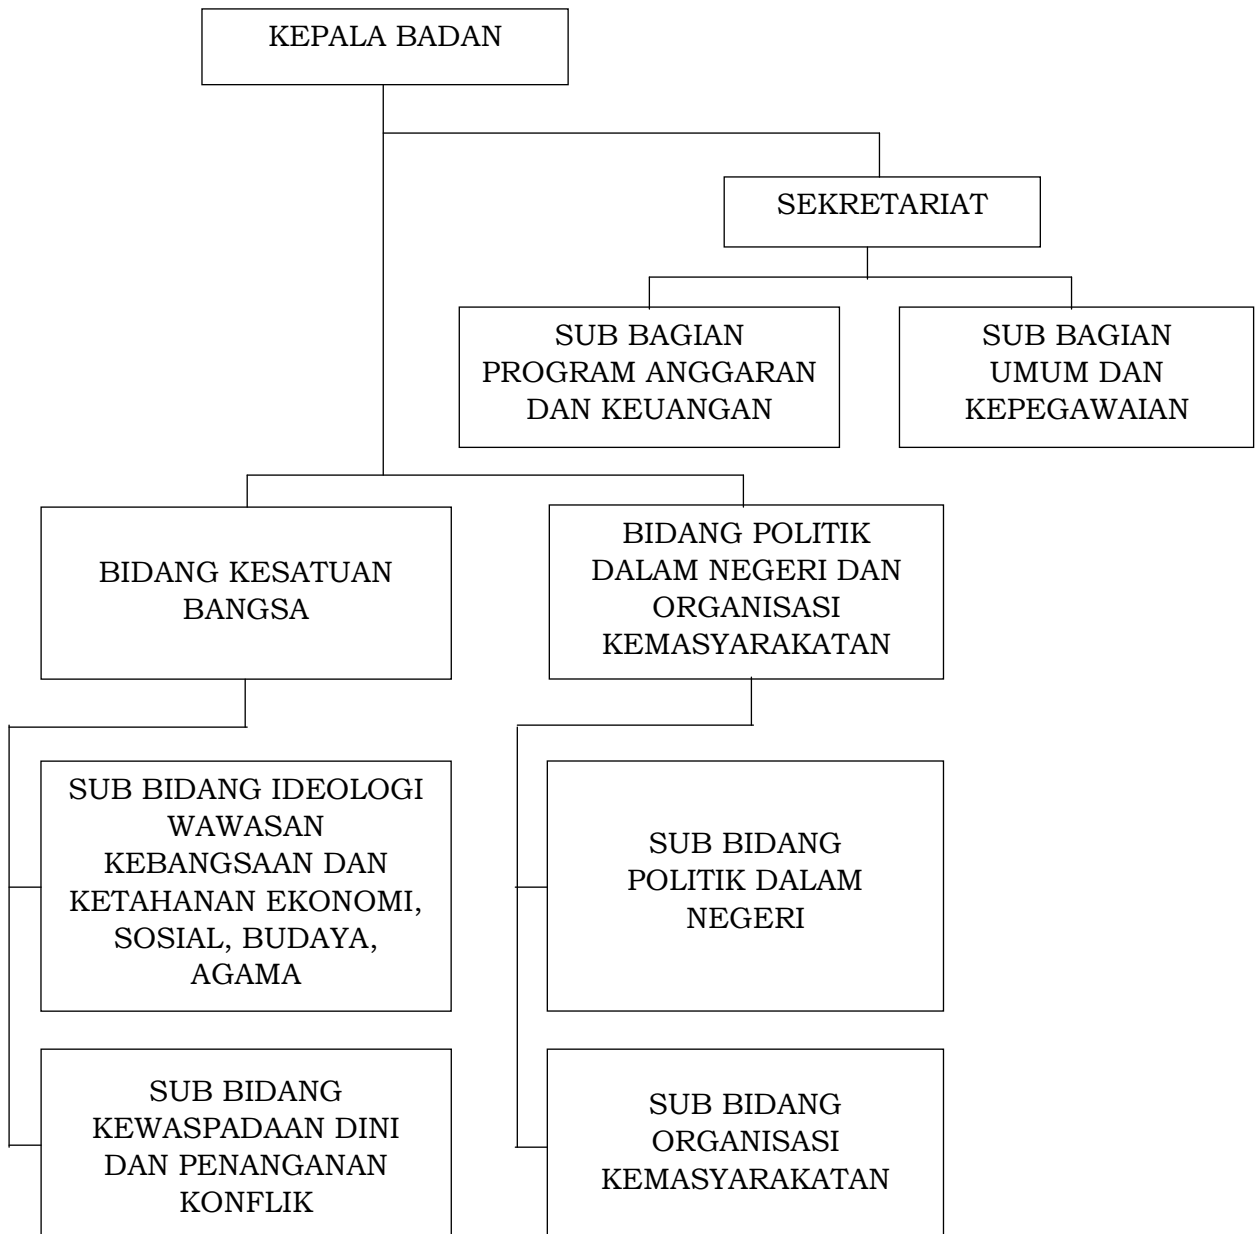 KEPALA BADAN
SEKRETARIAT
SUB BAGIAN
PROGRAM ANGGARAN
DAN KEUANGAN
SUB BAGIAN
UMUM DAN
KEPEGAWAIAN
BIDANG KESATUAN
BANGSA
BIDANG POLITIK
DALAM NEGERI DAN
ORGANISASI
KEMASYARAKATAN
SUB BIDANG IDEOLOGI
WAWASAN
KEBANGSAAN DAN
KETAHANAN EKONOMI,
SOSIAL, BUDAYA,
AGAMA
SUB BIDANG
POLITIK DALAM
NEGERI
SUB BIDANG
KEWASPADAAN DINI
DAN PENANGANAN
KONFLIK
SUB BIDANG
ORGANISASI
KEMASYARAKATAN